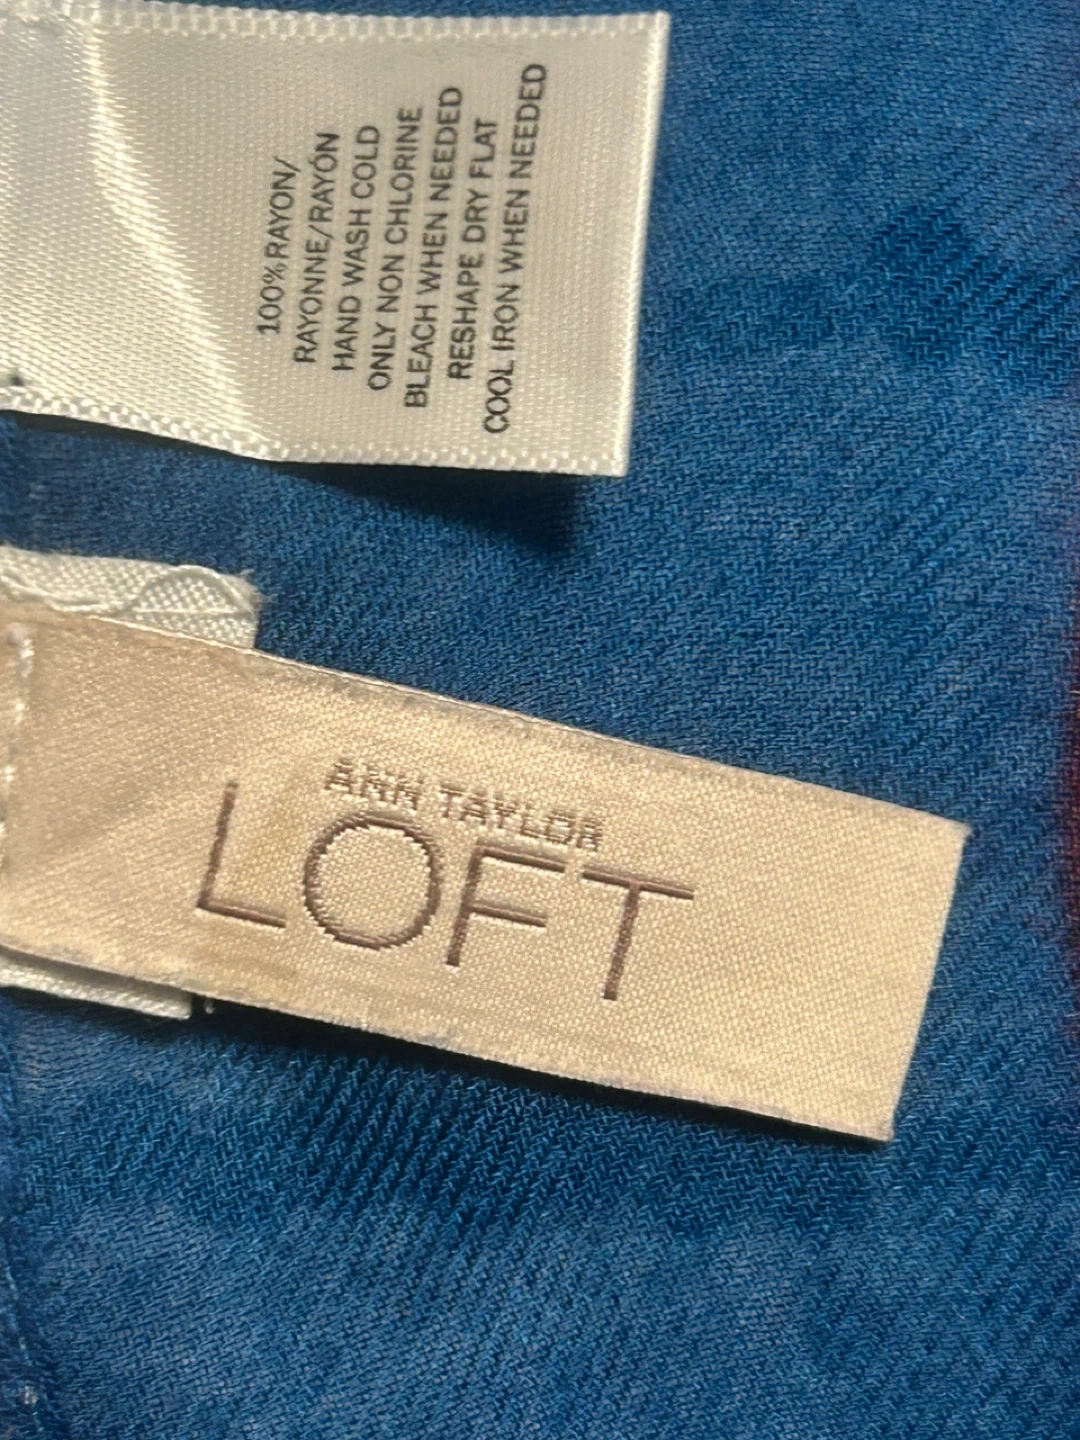 100% RAYON/
RAYONNE/RAYÓN
HAND WASH COLD
ONLY NON CHLORINE
BLEACH WHEN NEEDED
RESHAPE DRY FLAT
COOL IRON WHEN NEEDED
ANN TAYLOR
LOFT